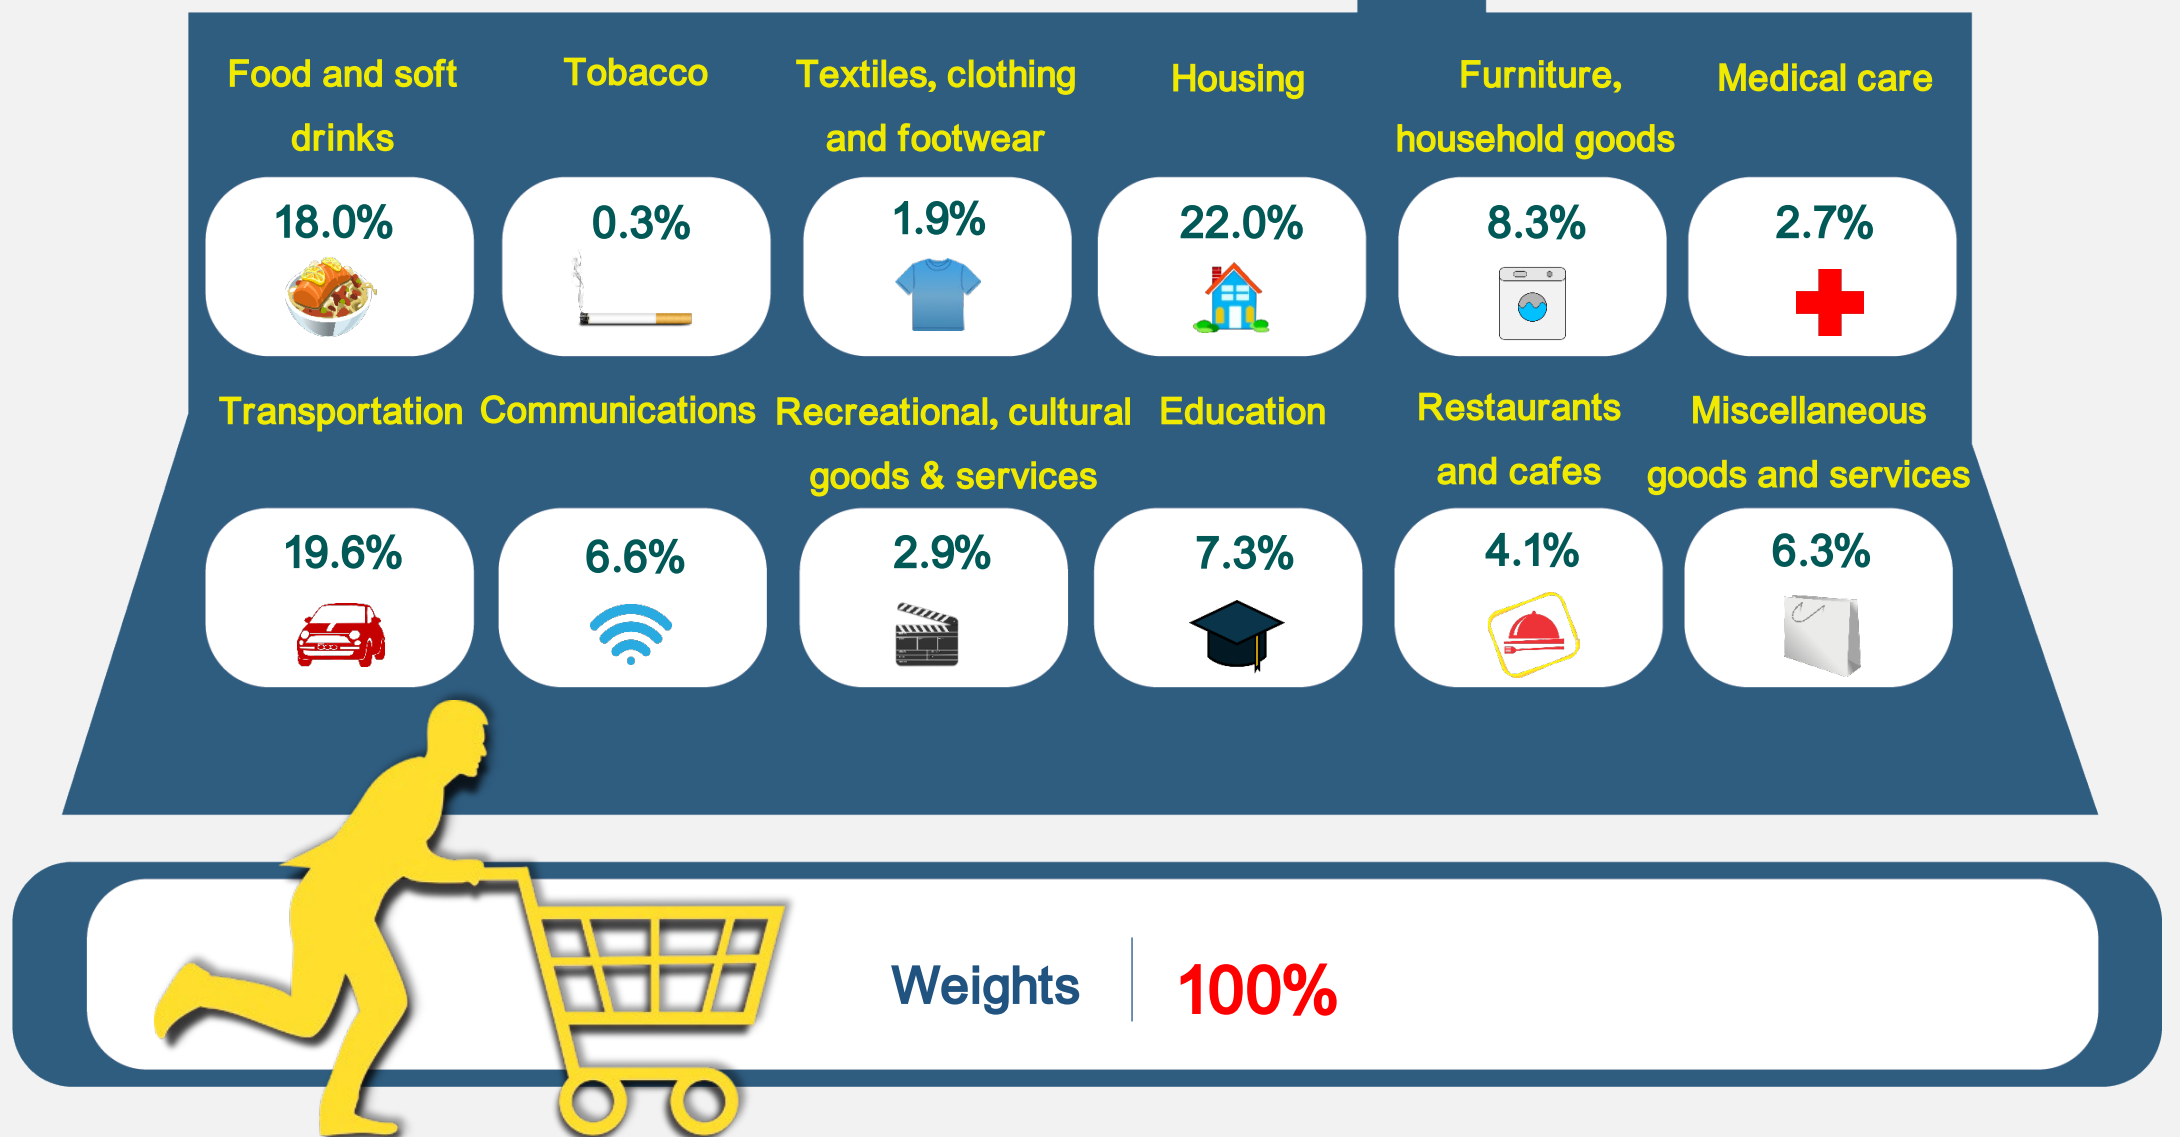 Food and soft
drinks
18.0%
Tobacco
0.3%
Textiles, clothing
and footwear
1.9%
Housing
22.0%
Furniture,
household goods
8.3%
Medical care
2.7%
Transportation
19.6%
Communications
6.6%
Recreational, cultural
goods & services
2.9%
Education
7.3%
Restaurants
and cafes
4.1%
Miscellaneous
goods and services
6.3%
Weights
100%